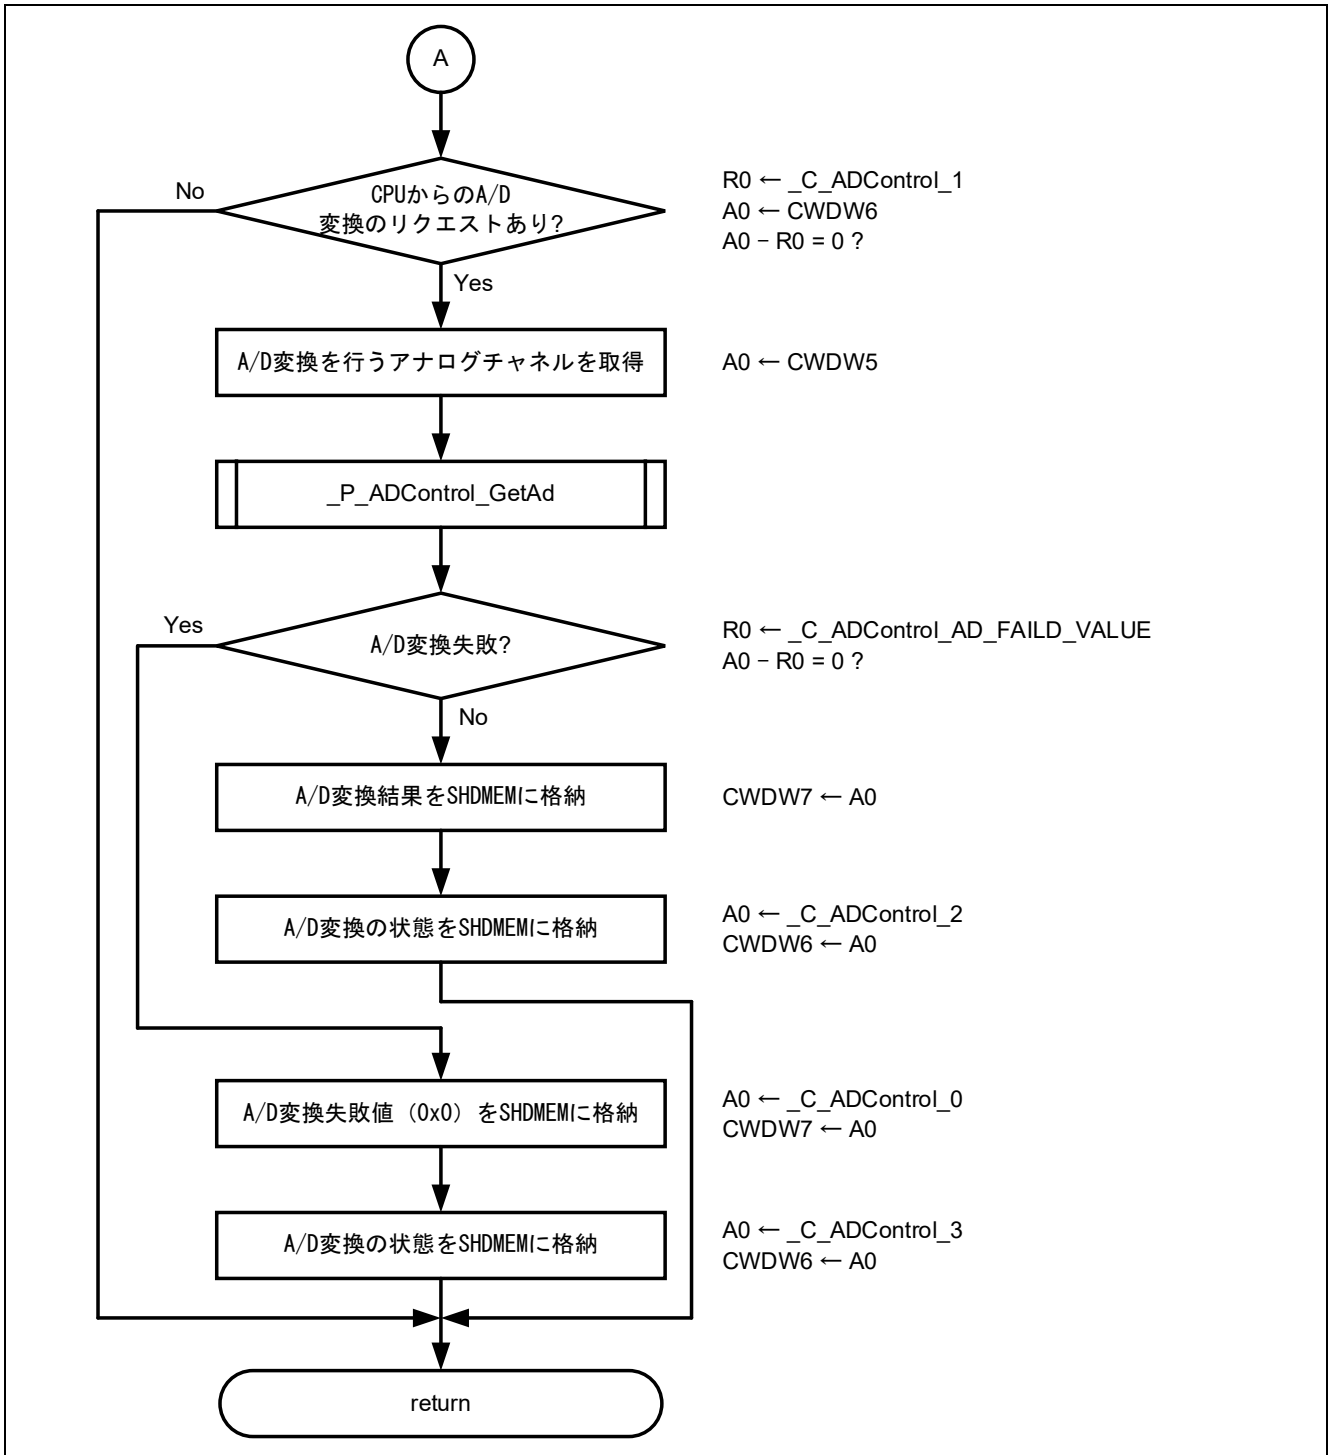 A
No
CPUからのA/D
変換のリクエストあり?
R0 ← _C_ADControl_1
A0 ← CWDW6
A0 − R0 = 0 ?
Yes
A/D変換を行うアナログチャネルを取得
A0 ← CWDW5
_P_ADControl_GetAd
Yes
A/D変換失敗?
R0 ← _C_ADControl_AD_FAILD_VALUE
A0 − R0 = 0 ?
No
A/D変換結果をSHDMEMに格納
CWDW7 ← A0
A/D変換の状態をSHDMEMに格納
A0 ← _C_ADControl_2
CWDW6 ← A0
A/D変換失敗値（0x0）をSHDMEMに格納
A0 ← _C_ADControl_0
CWDW7 ← A0
A/D変換の状態をSHDMEMに格納
A0 ← _C_ADControl_3
CWDW6 ← A0
return